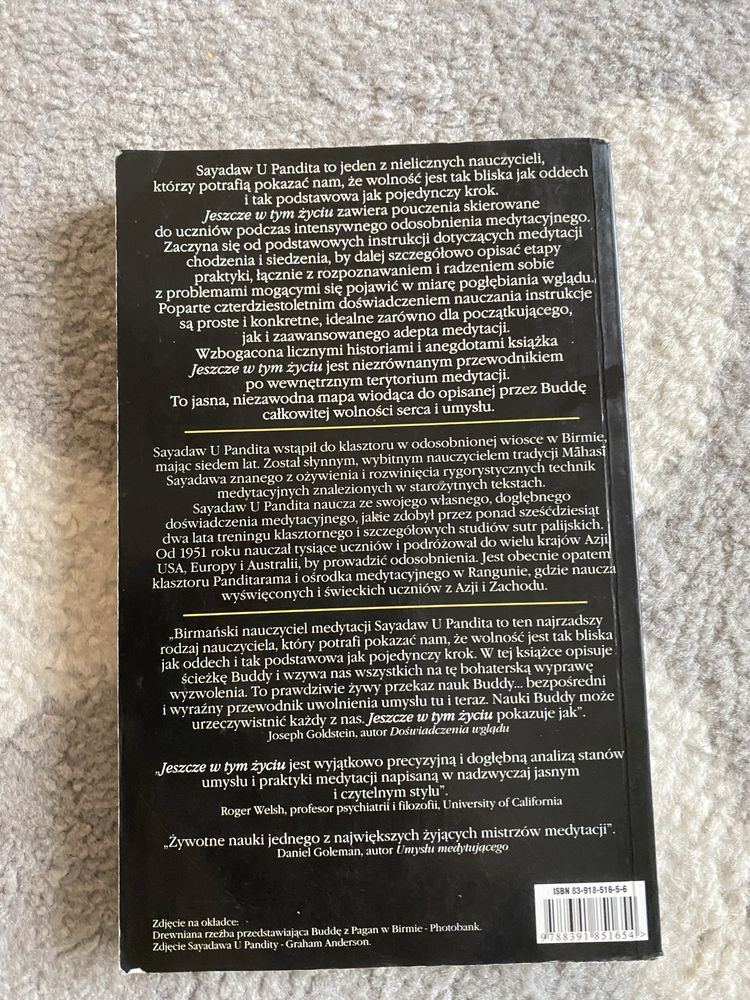 Sayadaw U Pandita to jeden z nielicznych nauczycieli,
którzy potrafią pokazać nam, że wolność jest tak bliska jak oddech
i tak podstawowa jak pojedynczy krok.
Jeszcze w tym życiu zawiera pouczenia skierowane
do uczniów podczas intensywnego odosobnienia medytacyjnego.
Zaczyna się od podstawowych instrukcji dotyczących medytacji
chodzenia i siedzenia, by dalej szczegółowo opisać etapy
praktyki, łącznie z rozpoznawaniem i radzeniem sobie
z problemami mogącymi się pojawić w miarę pogłębiania wglądu.
Poparte czterdziestoletnim doświadczeniem nauczania instrukcje
są proste i konkretne, idealne zarówno dla początkującego,
jak i zaawansowanego adepta medytacji.
Wzbogacona licznymi historiami i anegdotami książka
Jeszcze w tym życiu jest niezrównanym przewodnikiem
po wewnętrznym terytorium medytacji.
To jasna, niezawodna mapa wiodąca do opisanej przez Buddę
całkowitej wolności serca i umysłu.
Sayadaw U Pandita wstąpił do klasztoru w odosobnionej wiosce w Birmie,
mając siedem lat. Został słynnym, wybitnym nauczycielem tradycji Māhasī
Sayadawa znanego z ożywienia i rozwinięcia rygorystycznych technik
medytacyjnych znalezionych w starożytnych tekstach.
Sayadaw U Pandita naucza ze swojego własnego, dogłębnego
doświadczenia medytacyjnego, jakie zdobył przez ponad sześćdziesiąt
dwa lata treningu klasztornego i szczegółowych studiów sutr palijskich.
Od 1951 roku nauczał tysiące uczniów i podróżował do wielu krajów Azji,
USA, Europy i Australii, by prowadzić odosobnienia. Jest obecnie opatem
klasztoru Panditarama i ośrodka medytacyjnego w Rangunie, gdzie naucza
wyświęconych i świeckich uczniów z Azji i Zachodu.
„Birmański nauczyciel medytacji Sayadaw U Pandita to ten najrzadszy
rodzaj nauczyciela, który potrafi pokazać nam, że wolność jest tak bliska
jak oddech i tak podstawowa jak pojedynczy krok. W tej książce opisuje
ścieżkę Buddy i wzywa nas wszystkich na tę bohaterską wyprawę
wyzwolenia. To prawdziwie żywy przekaz nauk Buddy... bezpośredni
i wyraźny przewodnik uwolnienia umysłu tu i teraz. Nauki Buddy może
urzeczywistnić każdy z nas. Jeszcze w tym życiu pokazuje jak”.
Joseph Goldstein, autor Doświadczenia wglądu
„Jeszcze w tym życiu jest wyjątkowo precyzyjną i dogłębną analizą stanów
umysłu i praktyki medytacji napisaną w nadzwyczaj jasnym
i czytelnym stylu”.
Roger Welsh, profesor psychiatrii i filozofii, University of California
„Żywotne nauki jednego z największych żyjących mistrzów medytacji”.
Daniel Goleman, autor Umysłu medytującego
ISBN 83-918-516-5-6
9 788391 851654 >
Zdjęcie na okładce:
Drewniana rzeźba przedstawiająca Buddę z Pagan w Birmie - Photobank.
Zdjęcie Sayadawa U Pandity - Graham Anderson.